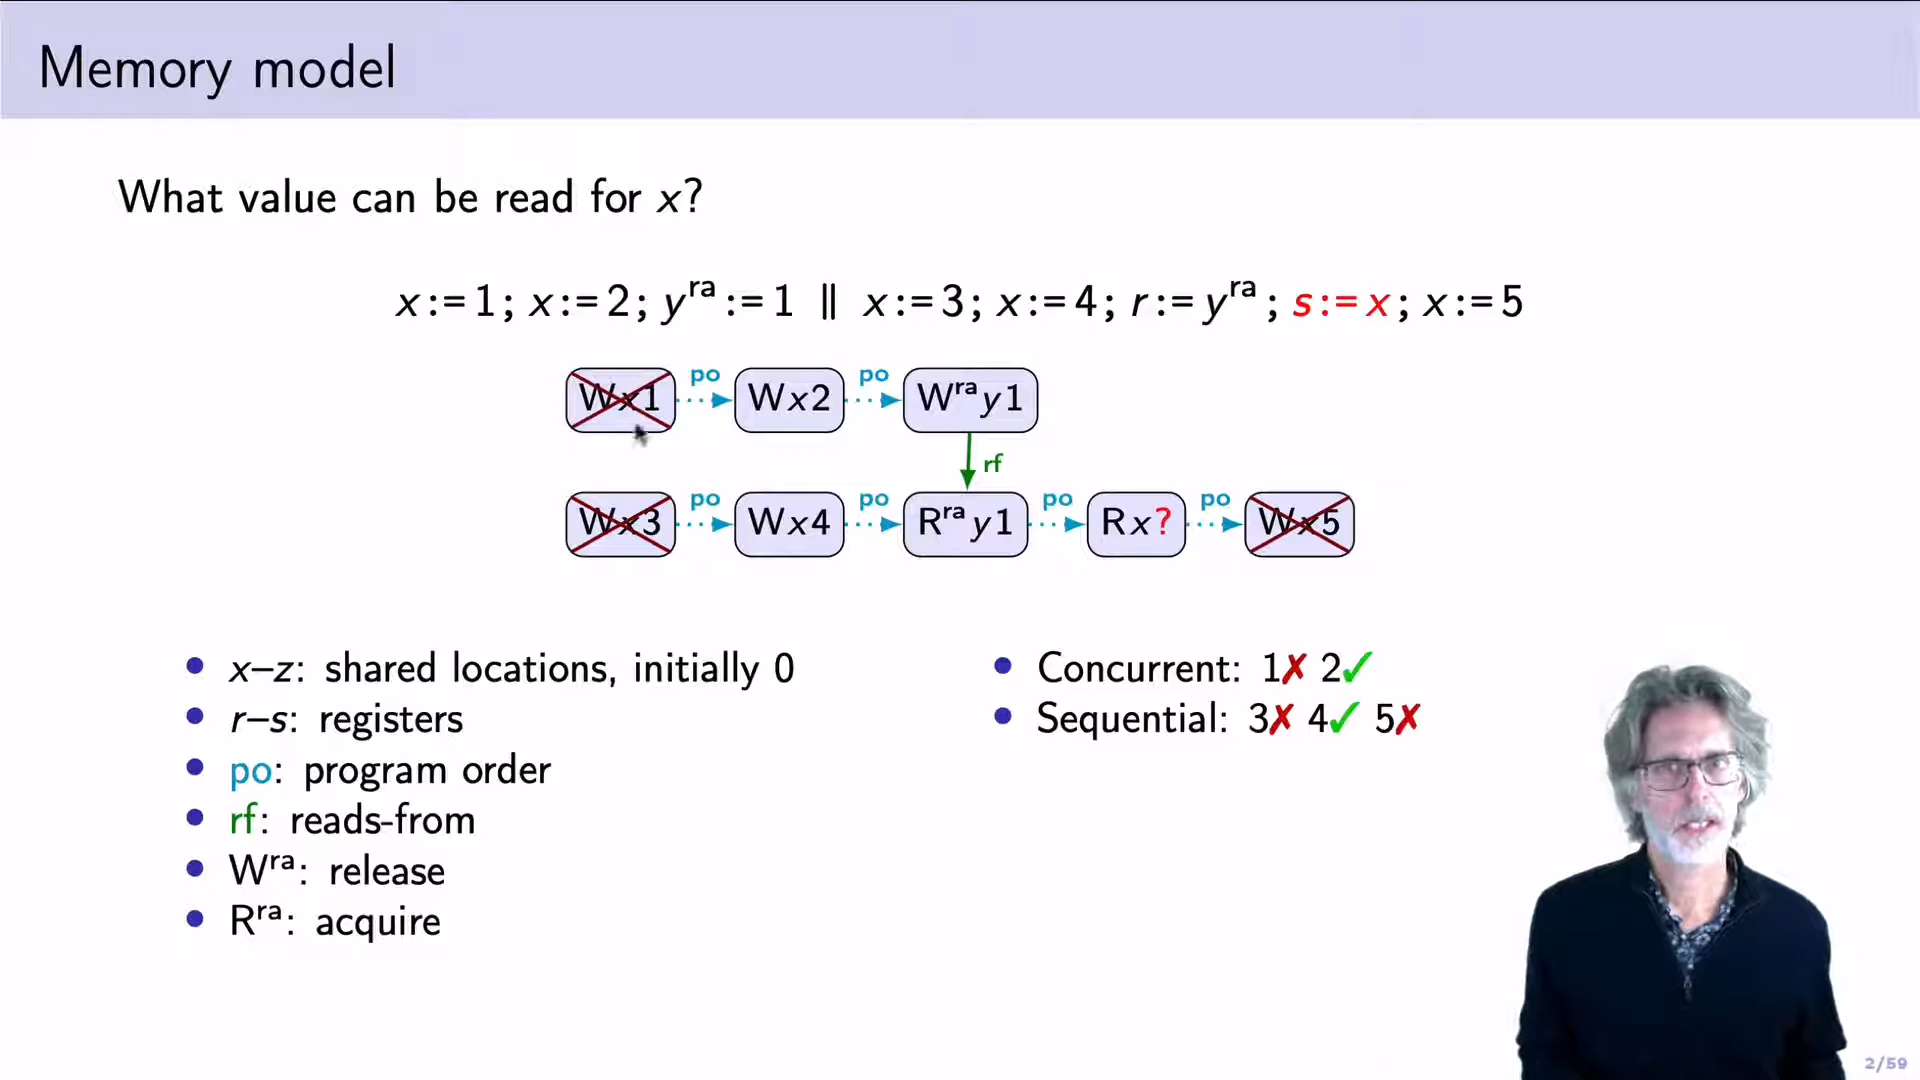 Memory model
What value can be read for x?
x := 1; x := 2; y^ra := 1 ∥ x := 3; x := 4; r := y^ra; s := x; x := 5
Wx1 po Wx2 po W^ra y1
rf
Wx3 po Wx4 po R^ra y1 po Rx? po Wx5
• x–z: shared locations, initially 0
• r–s: registers
• po: program order
• rf: reads-from
• W^ra: release
• R^ra: acquire
• Concurrent: 1✗ 2✓
• Sequential: 3✗ 4✓ 5✗
2/59